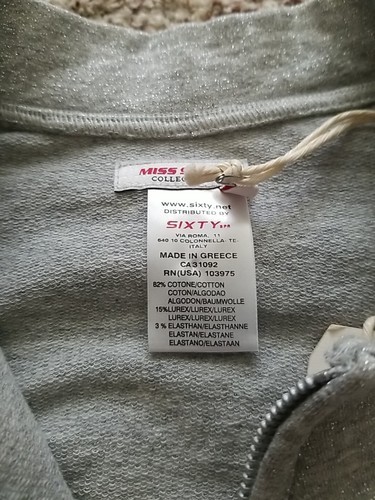 MISS
COLLE
www.sixty.net
DISTRIBUTED BY
SIXTY
VIA ROMA, 11
640 10 COLONNELLA- TE-
ITALY
MADE IN GREECE
CA31092
RN(USA) 103975
82% COTONE/COTTON
COTON/ALGODAO
ALGODON/BAUMWOLLE
15%LUREX/LUREX/LUREX
LUREX/LUREX/LUREX
3 % ELASTHAN/ELASTHANNE
ELASTAN/ELASTANE
ELASTANO/ELASTAAN